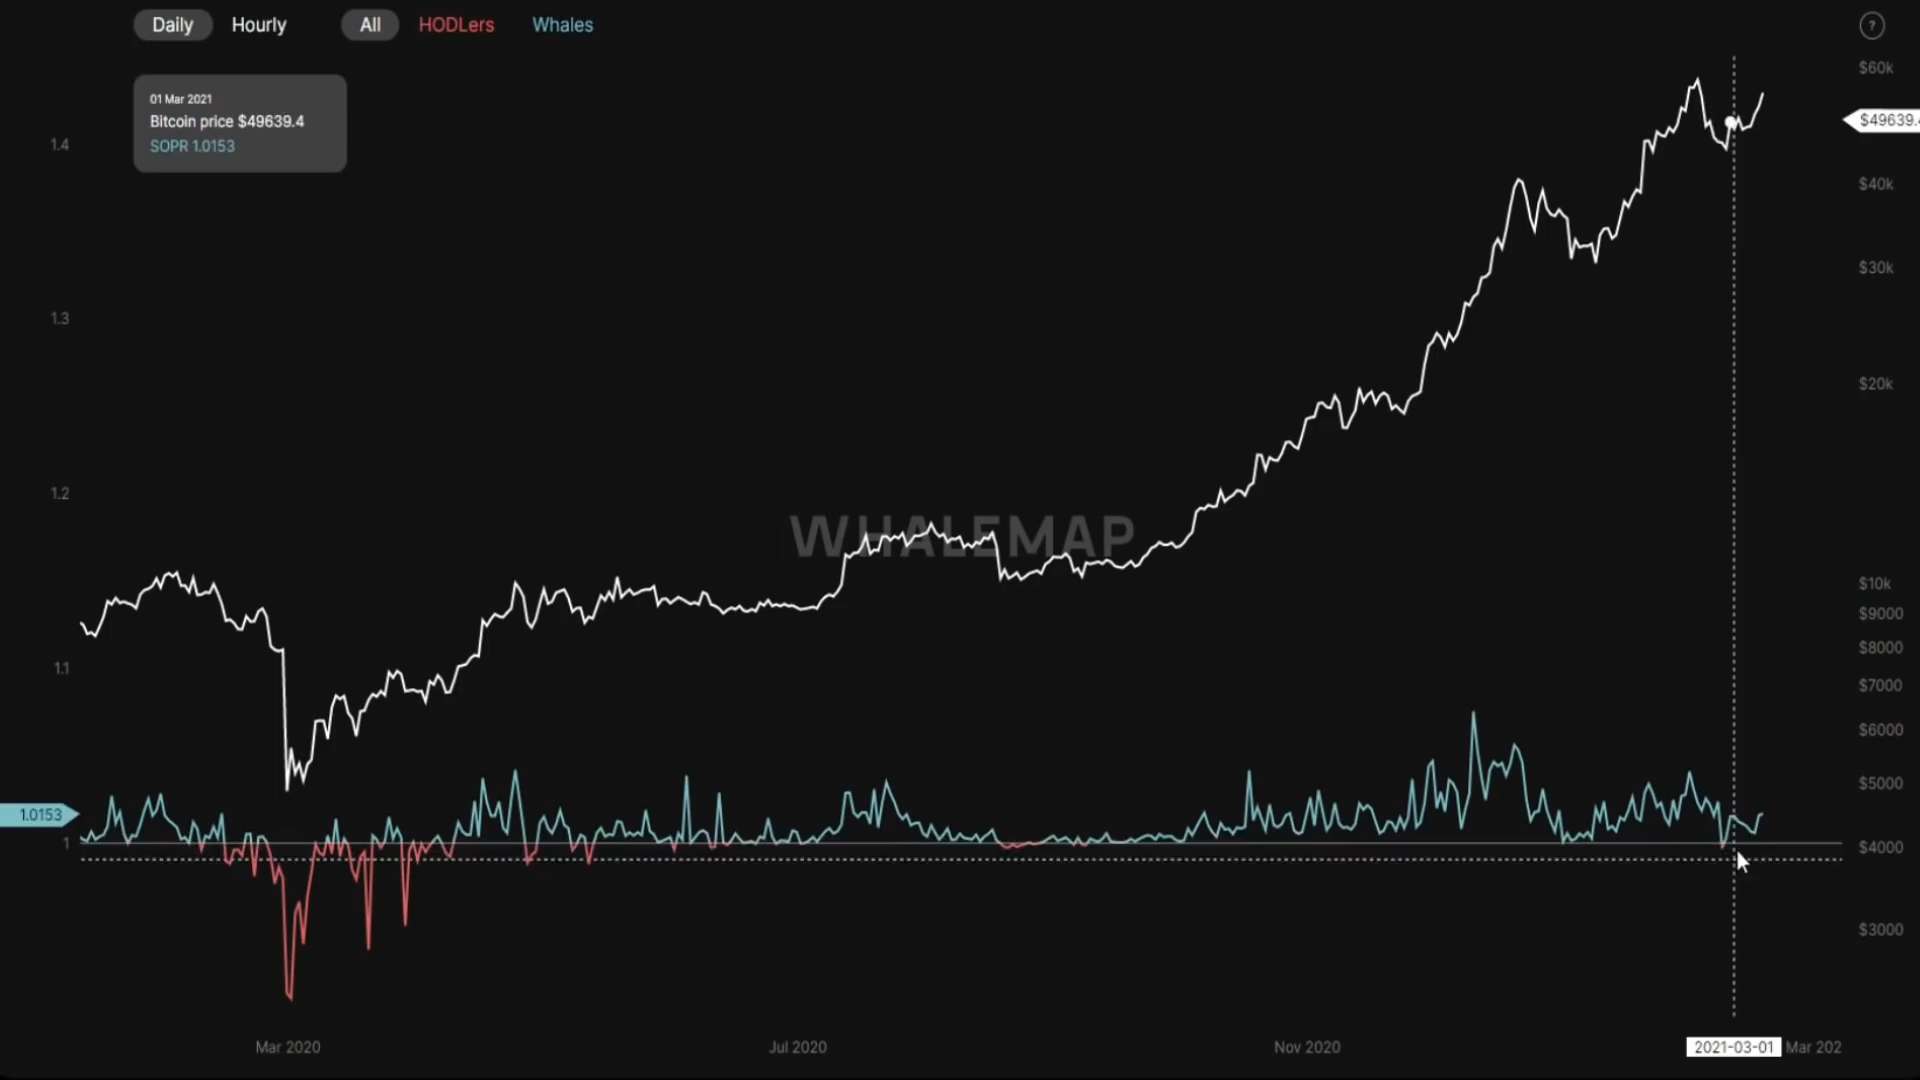 Daily Hourly All HODLers Whales ?
01 Mar 2021
Bitcoin price $49639.4
SOPR 1.0153
1.4
1.3
1.2
1.1
1.0153
1
$60k
$49639.4
$40k
$30k
$20k
$10k
$9000
$8000
$7000
$6000
$5000
$4000
$3000
WHALEMAP
Mar 2020 Jul 2020 Nov 2020 2021-03-01 Mar 202